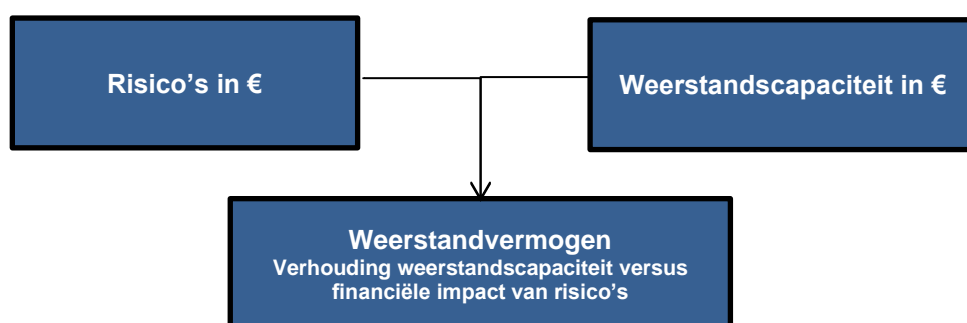 Risico’s in €
Weerstandscapaciteit in €
Weerstandvermogen
Verhouding weerstandscapaciteit versus
financiële impact van risico’s